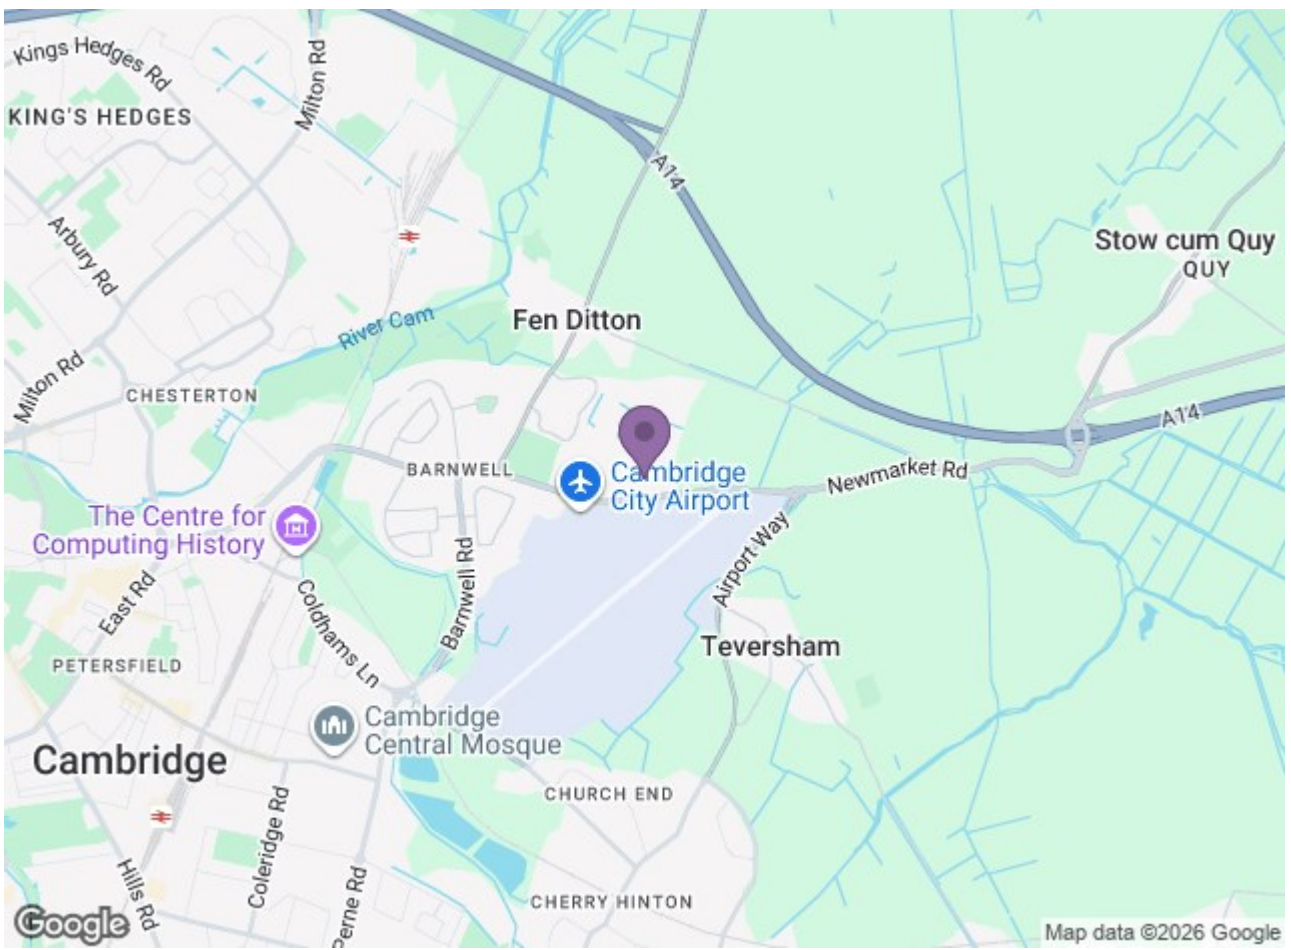 Kings Hedges Rd
Milton Rd
KING'S HEDGES
A14
Arbury Rd
Stow cum Quy
QUY
River Cam
Fen Ditton
Milton Rd
CHESTERTON
A14
BARNWELL
Cambridge
City Airport
Newmarket Rd
The Centre for
Computing History
Airport Way
Barnwell Rd
East Rd
Coldhams Ln
Teversham
PETERSFIELD
Cambridge
Central Mosque
Cambridge
CHURCH END
Coleridge Rd
Hills Rd
Perne Rd
CHERRY HINTON
Google
Map data ©2026 Google